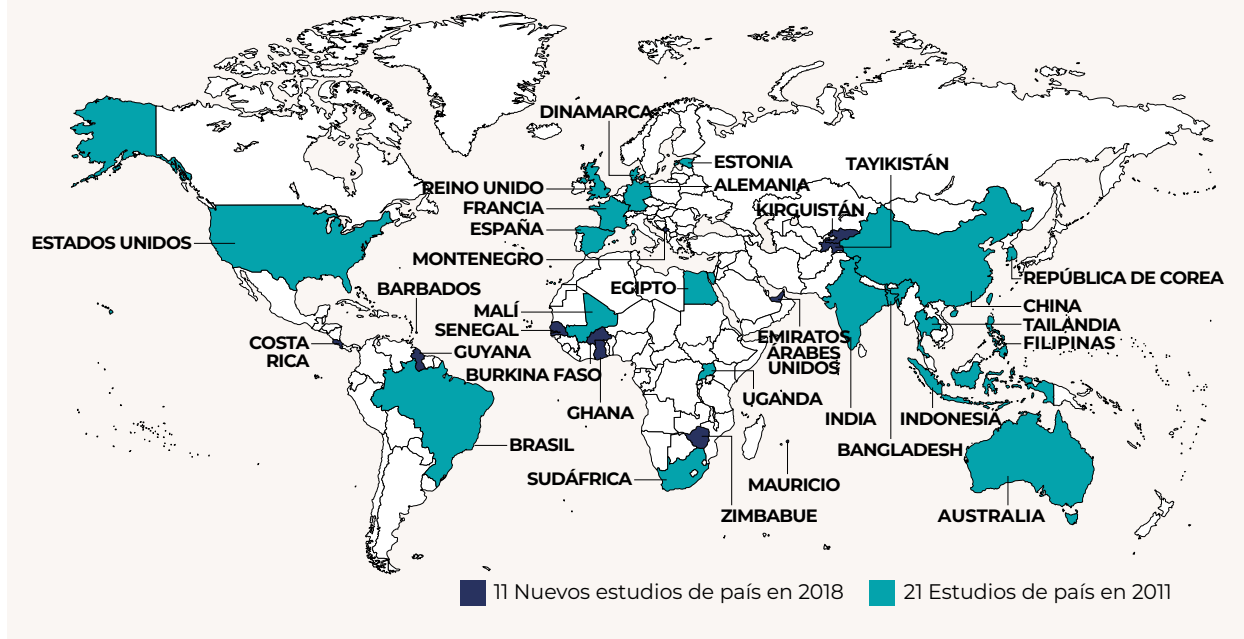 DINAMARCA
ESTONIA
TAYIKISTÁN
REINO UNIDO
ALEMANIA
FRANCIA
KIRGUISTÁN
ESPAÑA
ESTADOS UNIDOS
MONTENEGRO
REPÚBLICA DE COREA
BARBADOS
EGIPTO
CHINA
MALÍ
TAILANDIA
SENEGAL
EMIRATOS
ÁRABES
UNIDOS
FILIPINAS
COSTA
RICA
GUYANA
BURKINA FASO
UGANDA
GHANA
INDIA
INDONESIA
BRASIL
BANGLADESH
SUDÁFRICA
MAURICIO
ZIMBABUE
AUSTRALIA
11 Nuevos estudios de país en 2018
21 Estudios de país en 2011